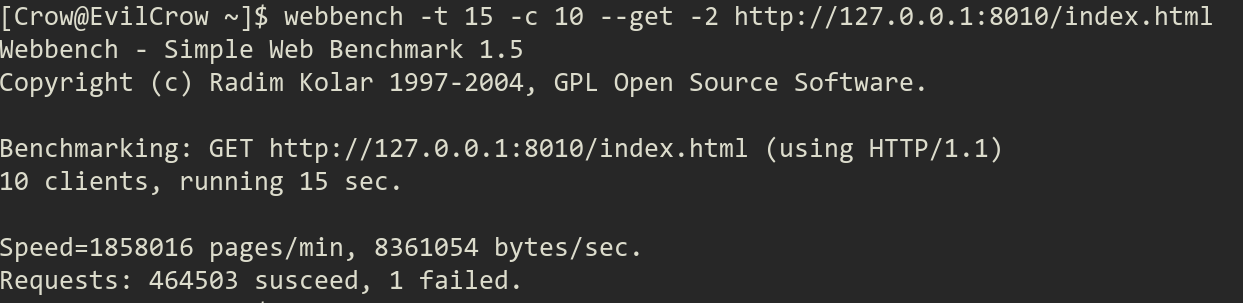 [Crow@EvilCrow ~]$ webbench -t 15 -c 10 --get -2 http://127.0.0.1:8010/index.html
Webbench - Simple Web Benchmark 1.5
Copyright (c) Radim Kolar 1997-2004, GPL Open Source Software.
Benchmarking: GET http://127.0.0.1:8010/index.html (using HTTP/1.1)
10 clients, running 15 sec.
Speed=1858016 pages/min, 8361054 bytes/sec.
Requests: 464503 susceed, 1 failed.